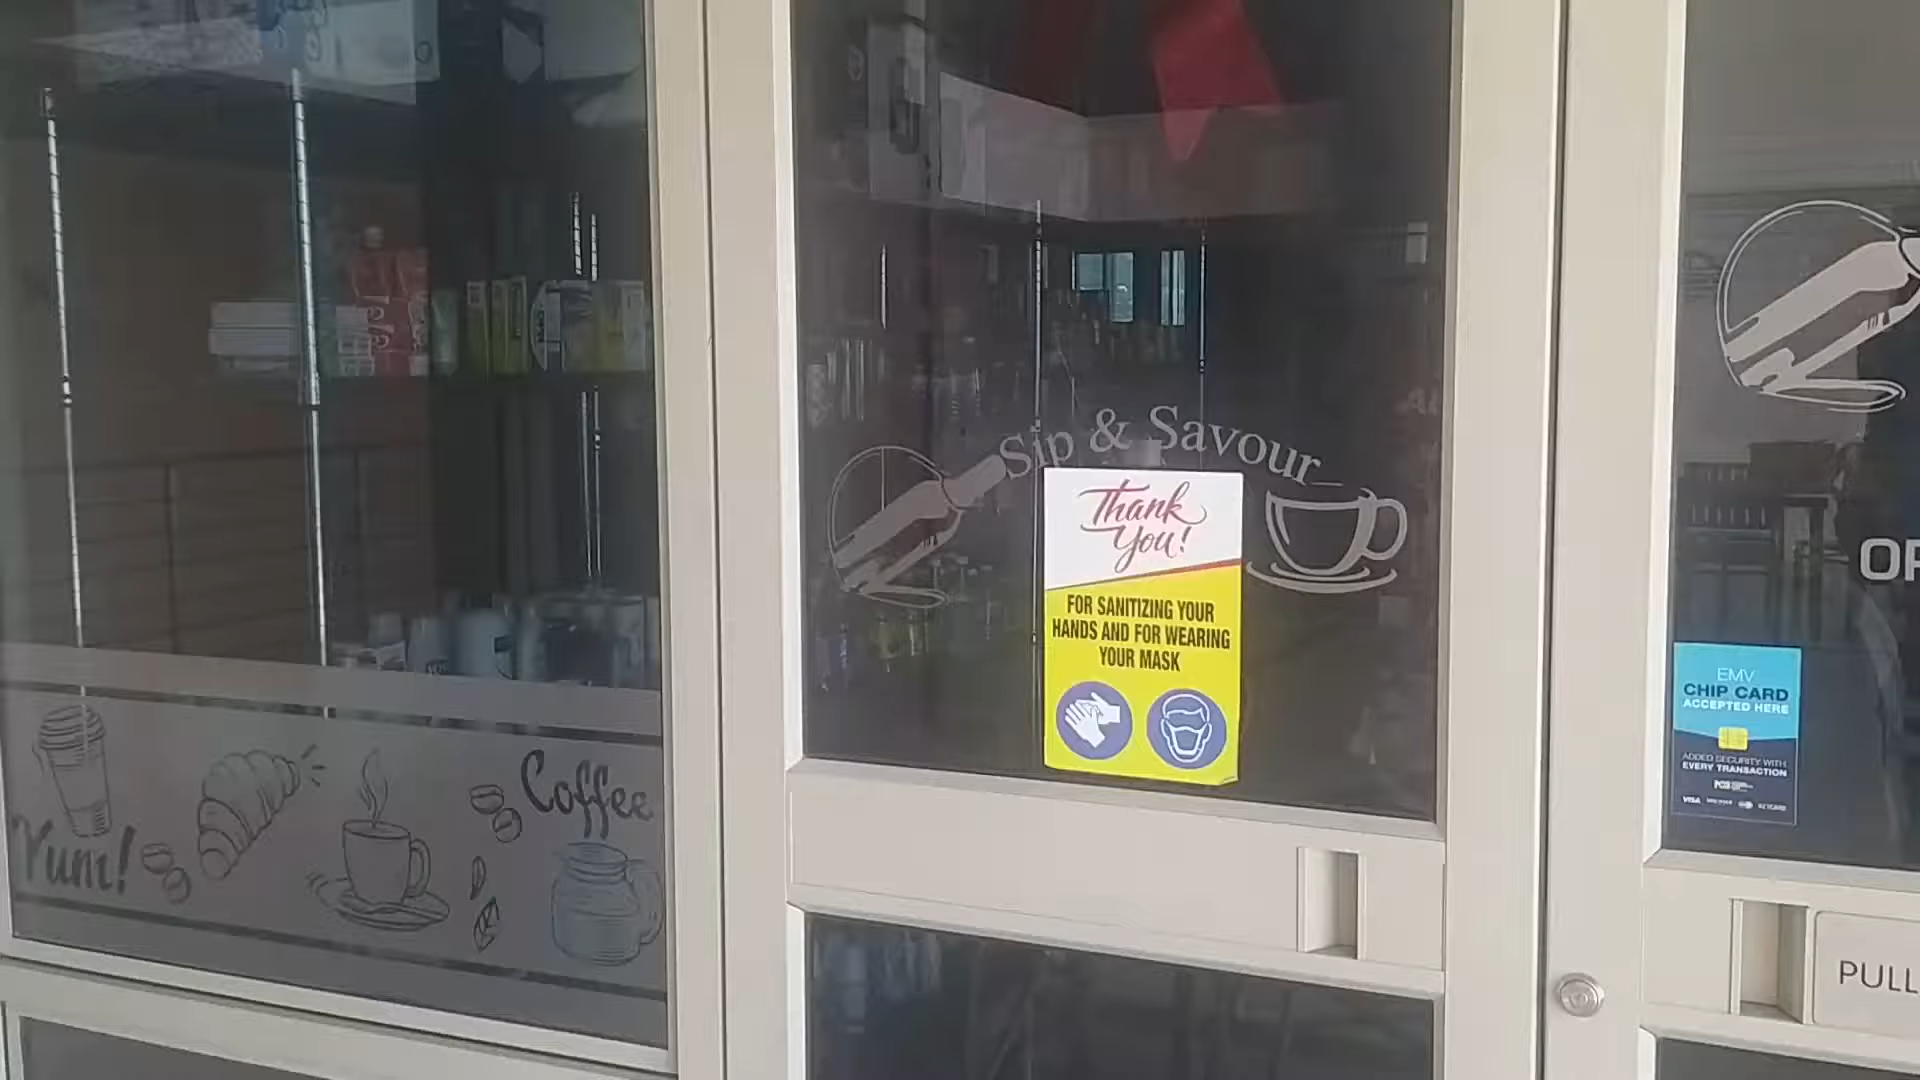 Sip & Savour
Thank
You!
FOR SANITIZING YOUR
HANDS AND FOR WEARING
YOUR MASK
EMV
CHIP CARD
ACCEPTED HERE
ADDED SECURITY WITH
EVERY TRANSACTION
VISA
PULL
Coffee
Yum!